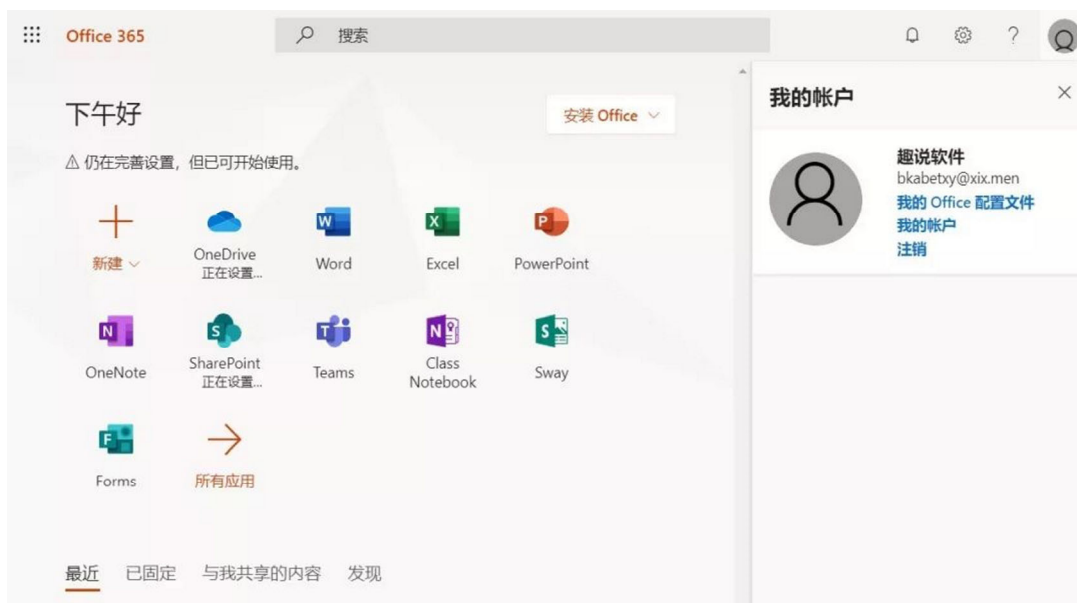 Office 365
搜索
?
下午好
安装 Office
仍在完善设置，但已可开始使用。
新建
OneDrive
正在设置...
Word
Excel
PowerPoint
OneNote
SharePoint
正在设置...
Teams
Class
Notebook
Sway
Forms
所有应用
最近 已固定 与我共享的内容 发现
我的帐户
趣说软件
bkabetxy@xix.men
我的 Office 配置文件
我的帐户
注销